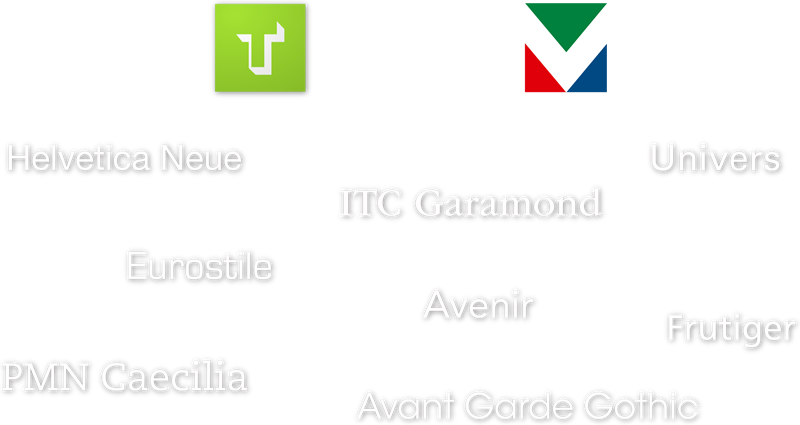 Helvetica Neue
Univers
ITC Garamond
Eurostile
Avenir
Frutiger
PMN Caecilia
Avant Garde Gothic